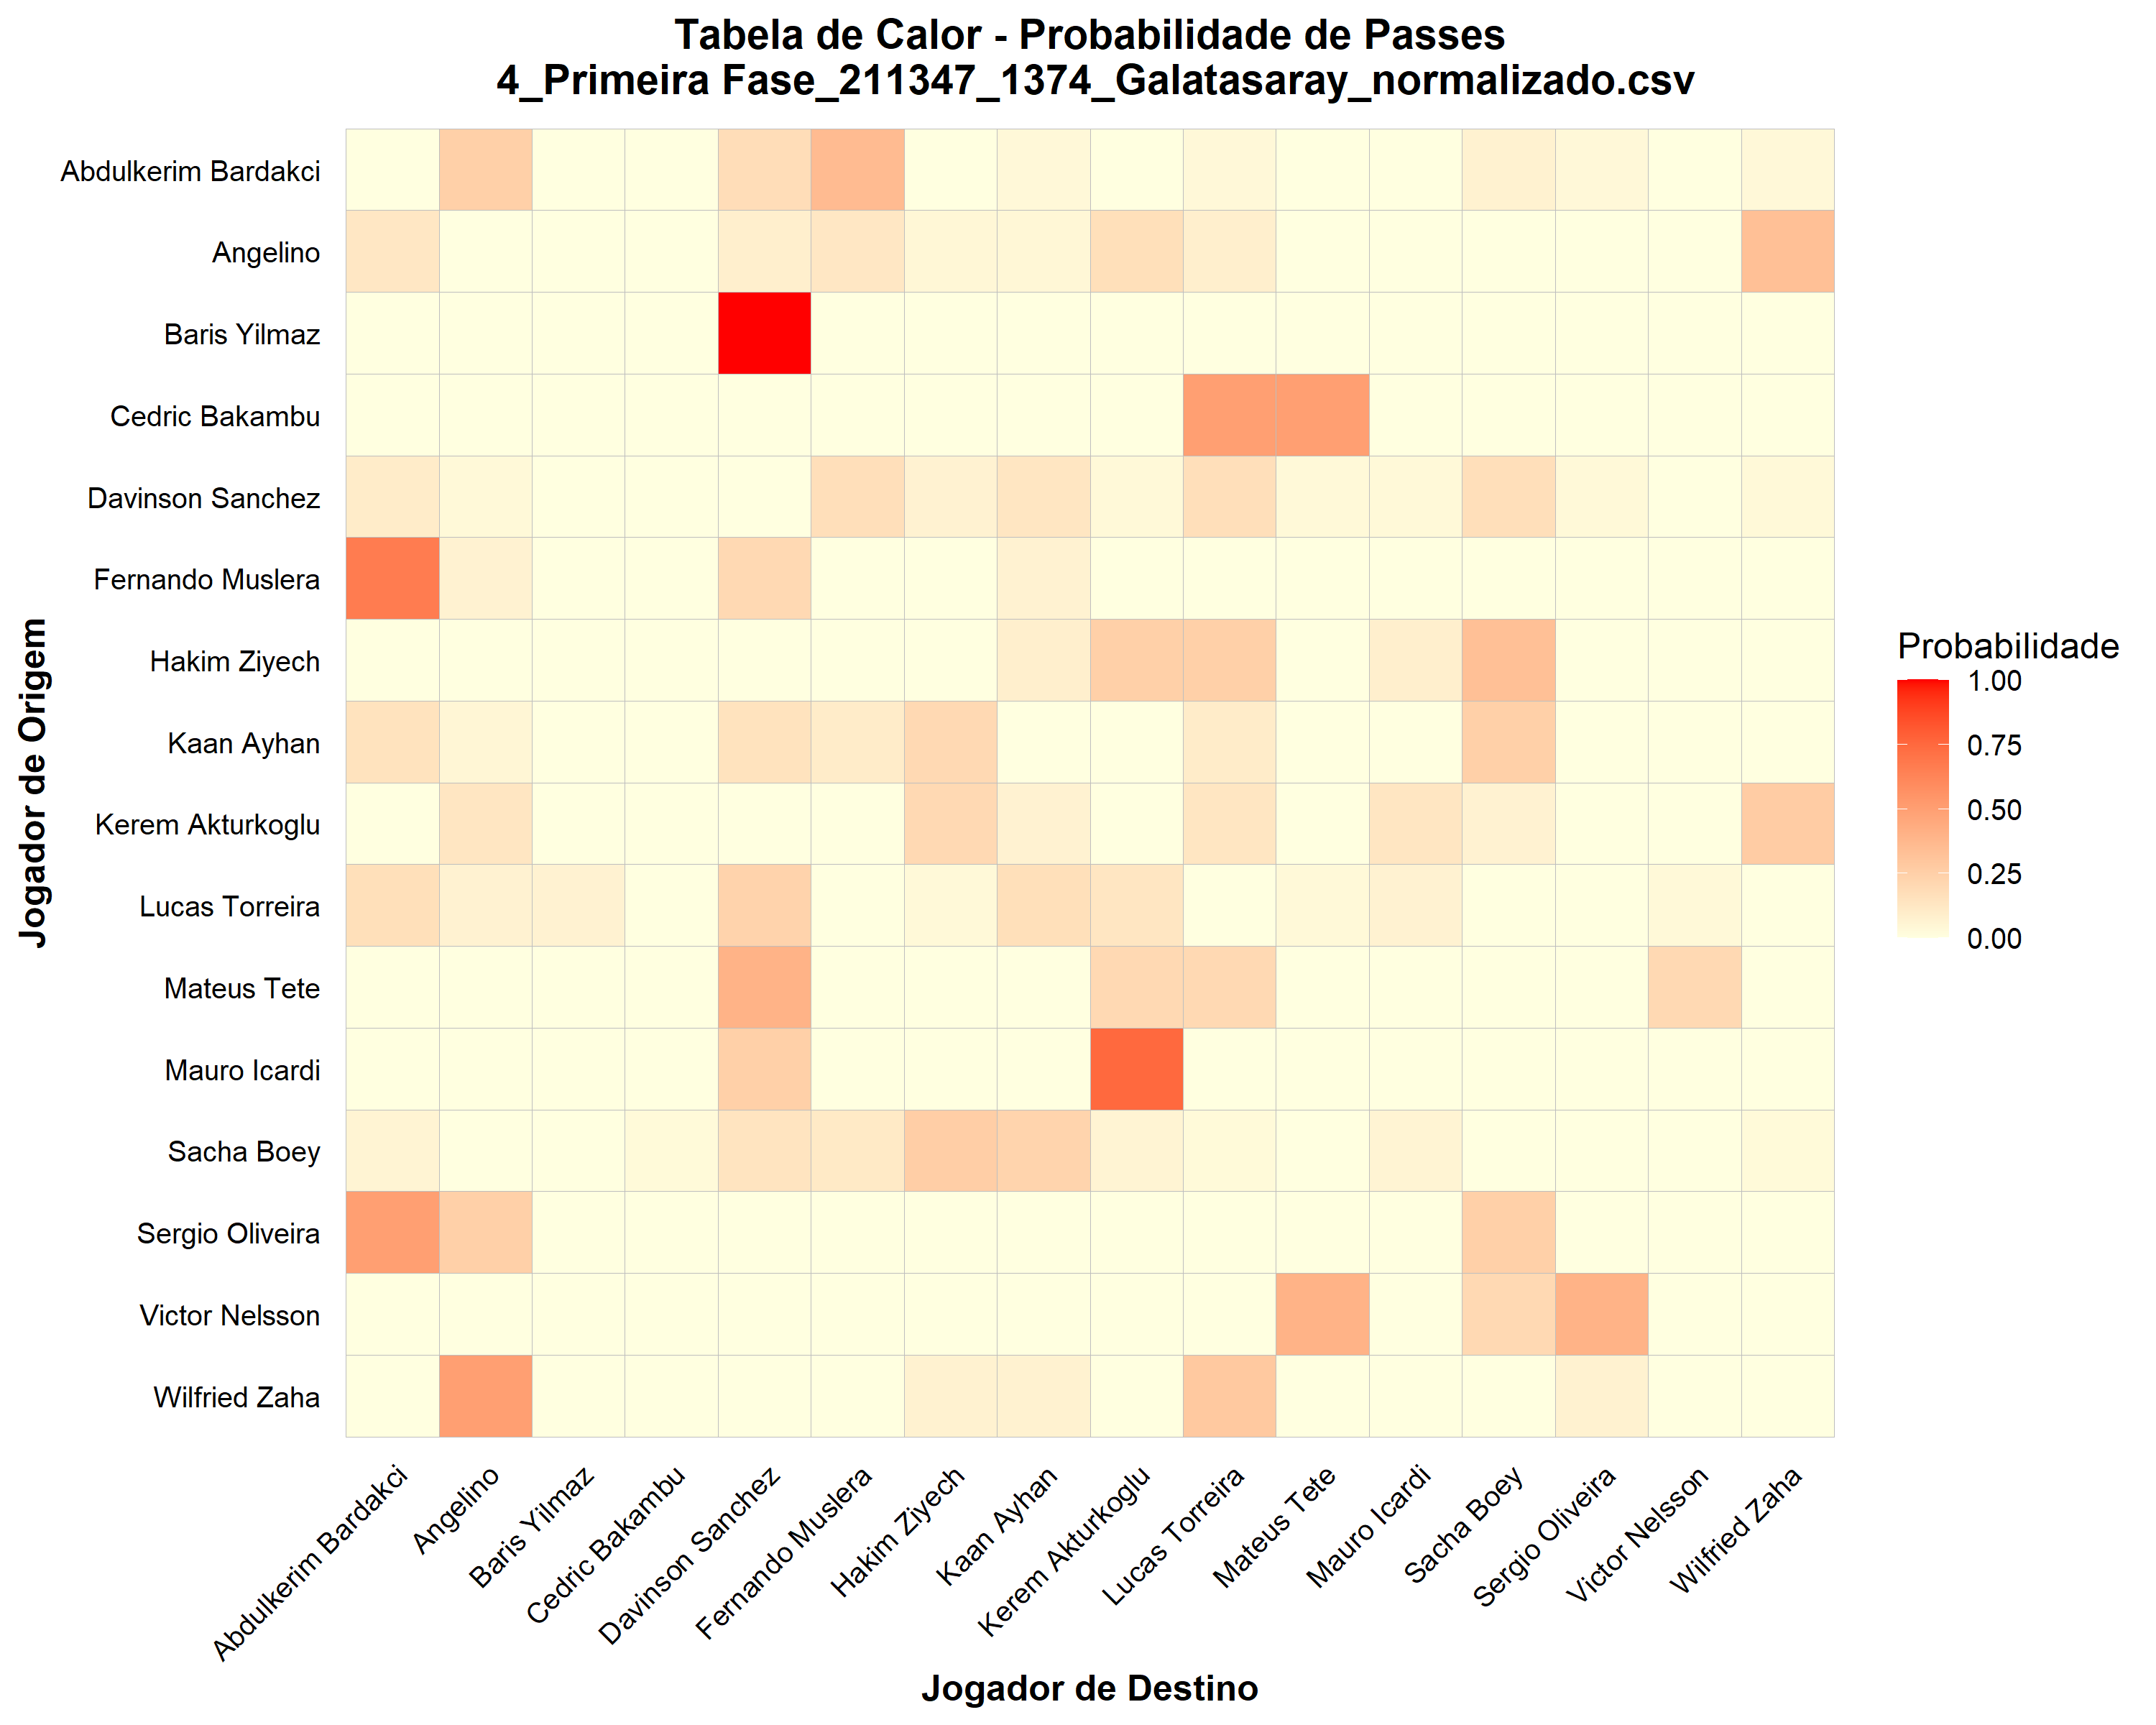 Tabela de Calor - Probabilidade de Passes
4_Primeira Fase_211347_1374_Galatasaray_normalizado.csv
Jogador de Origem
Abdulkerim Bardakci
Angelino
Baris Yilmaz
Cedric Bakambu
Davinson Sanchez
Fernando Muslera
Hakim Ziyech
Kaan Ayhan
Kerem Akturkoglu
Lucas Torreira
Mateus Tete
Mauro Icardi
Sacha Boey
Sergio Oliveira
Victor Nelsson
Wilfried Zaha
Abdulkerim Bardakci
Angelino
Baris Yilmaz
Cedric Bakambu
Davinson Sanchez
Fernando Muslera
Hakim Ziyech
Kaan Ayhan
Kerem Akturkoglu
Lucas Torreira
Mateus Tete
Mauro Icardi
Sacha Boey
Sergio Oliveira
Victor Nelsson
Wilfried Zaha
Jogador de Destino
Probabilidade
1.00
0.75
0.50
0.25
0.00